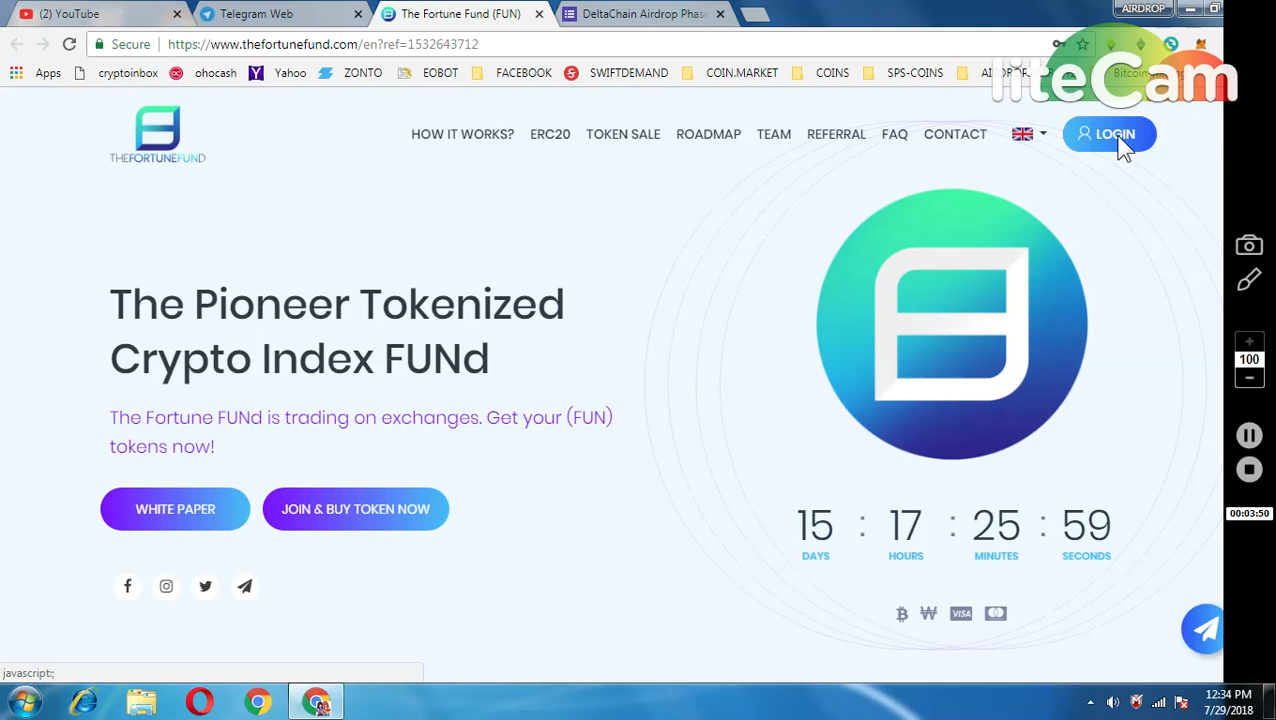 (2) YouTube
Telegram Web
The Fortune Fund (FUN)
DeltaChain Airdrop Phase
AIRDROP
Secure
https://www.thefortunefund.com/en?ref=1532643712
Apps
cryptoinbox
ohocash
Yahoo
EOBOT
FACEBOOK
SWIFTDEMAND
COIN.MARKET
COINS
SPS-COINS
liteCam
THEFORTUNEFUND
HOW IT WORKS?
ERC20
TOKEN SALE
ROADMAP
TEAM
REFERRAL
FAQ
CONTACT
LOGIN
The Pioneer Tokenized
Crypto Index FUNd
The Fortune FUNd is trading on exchanges. Get your (FUN)
tokens now!
WHITE PAPER
JOIN & BUY TOKEN NOW
15 : 17 : 25 : 59
DAYS HOURS MINUTES SECONDS
VISA
100
00:03:50
javascript:;
12:34 PM
7/29/2018